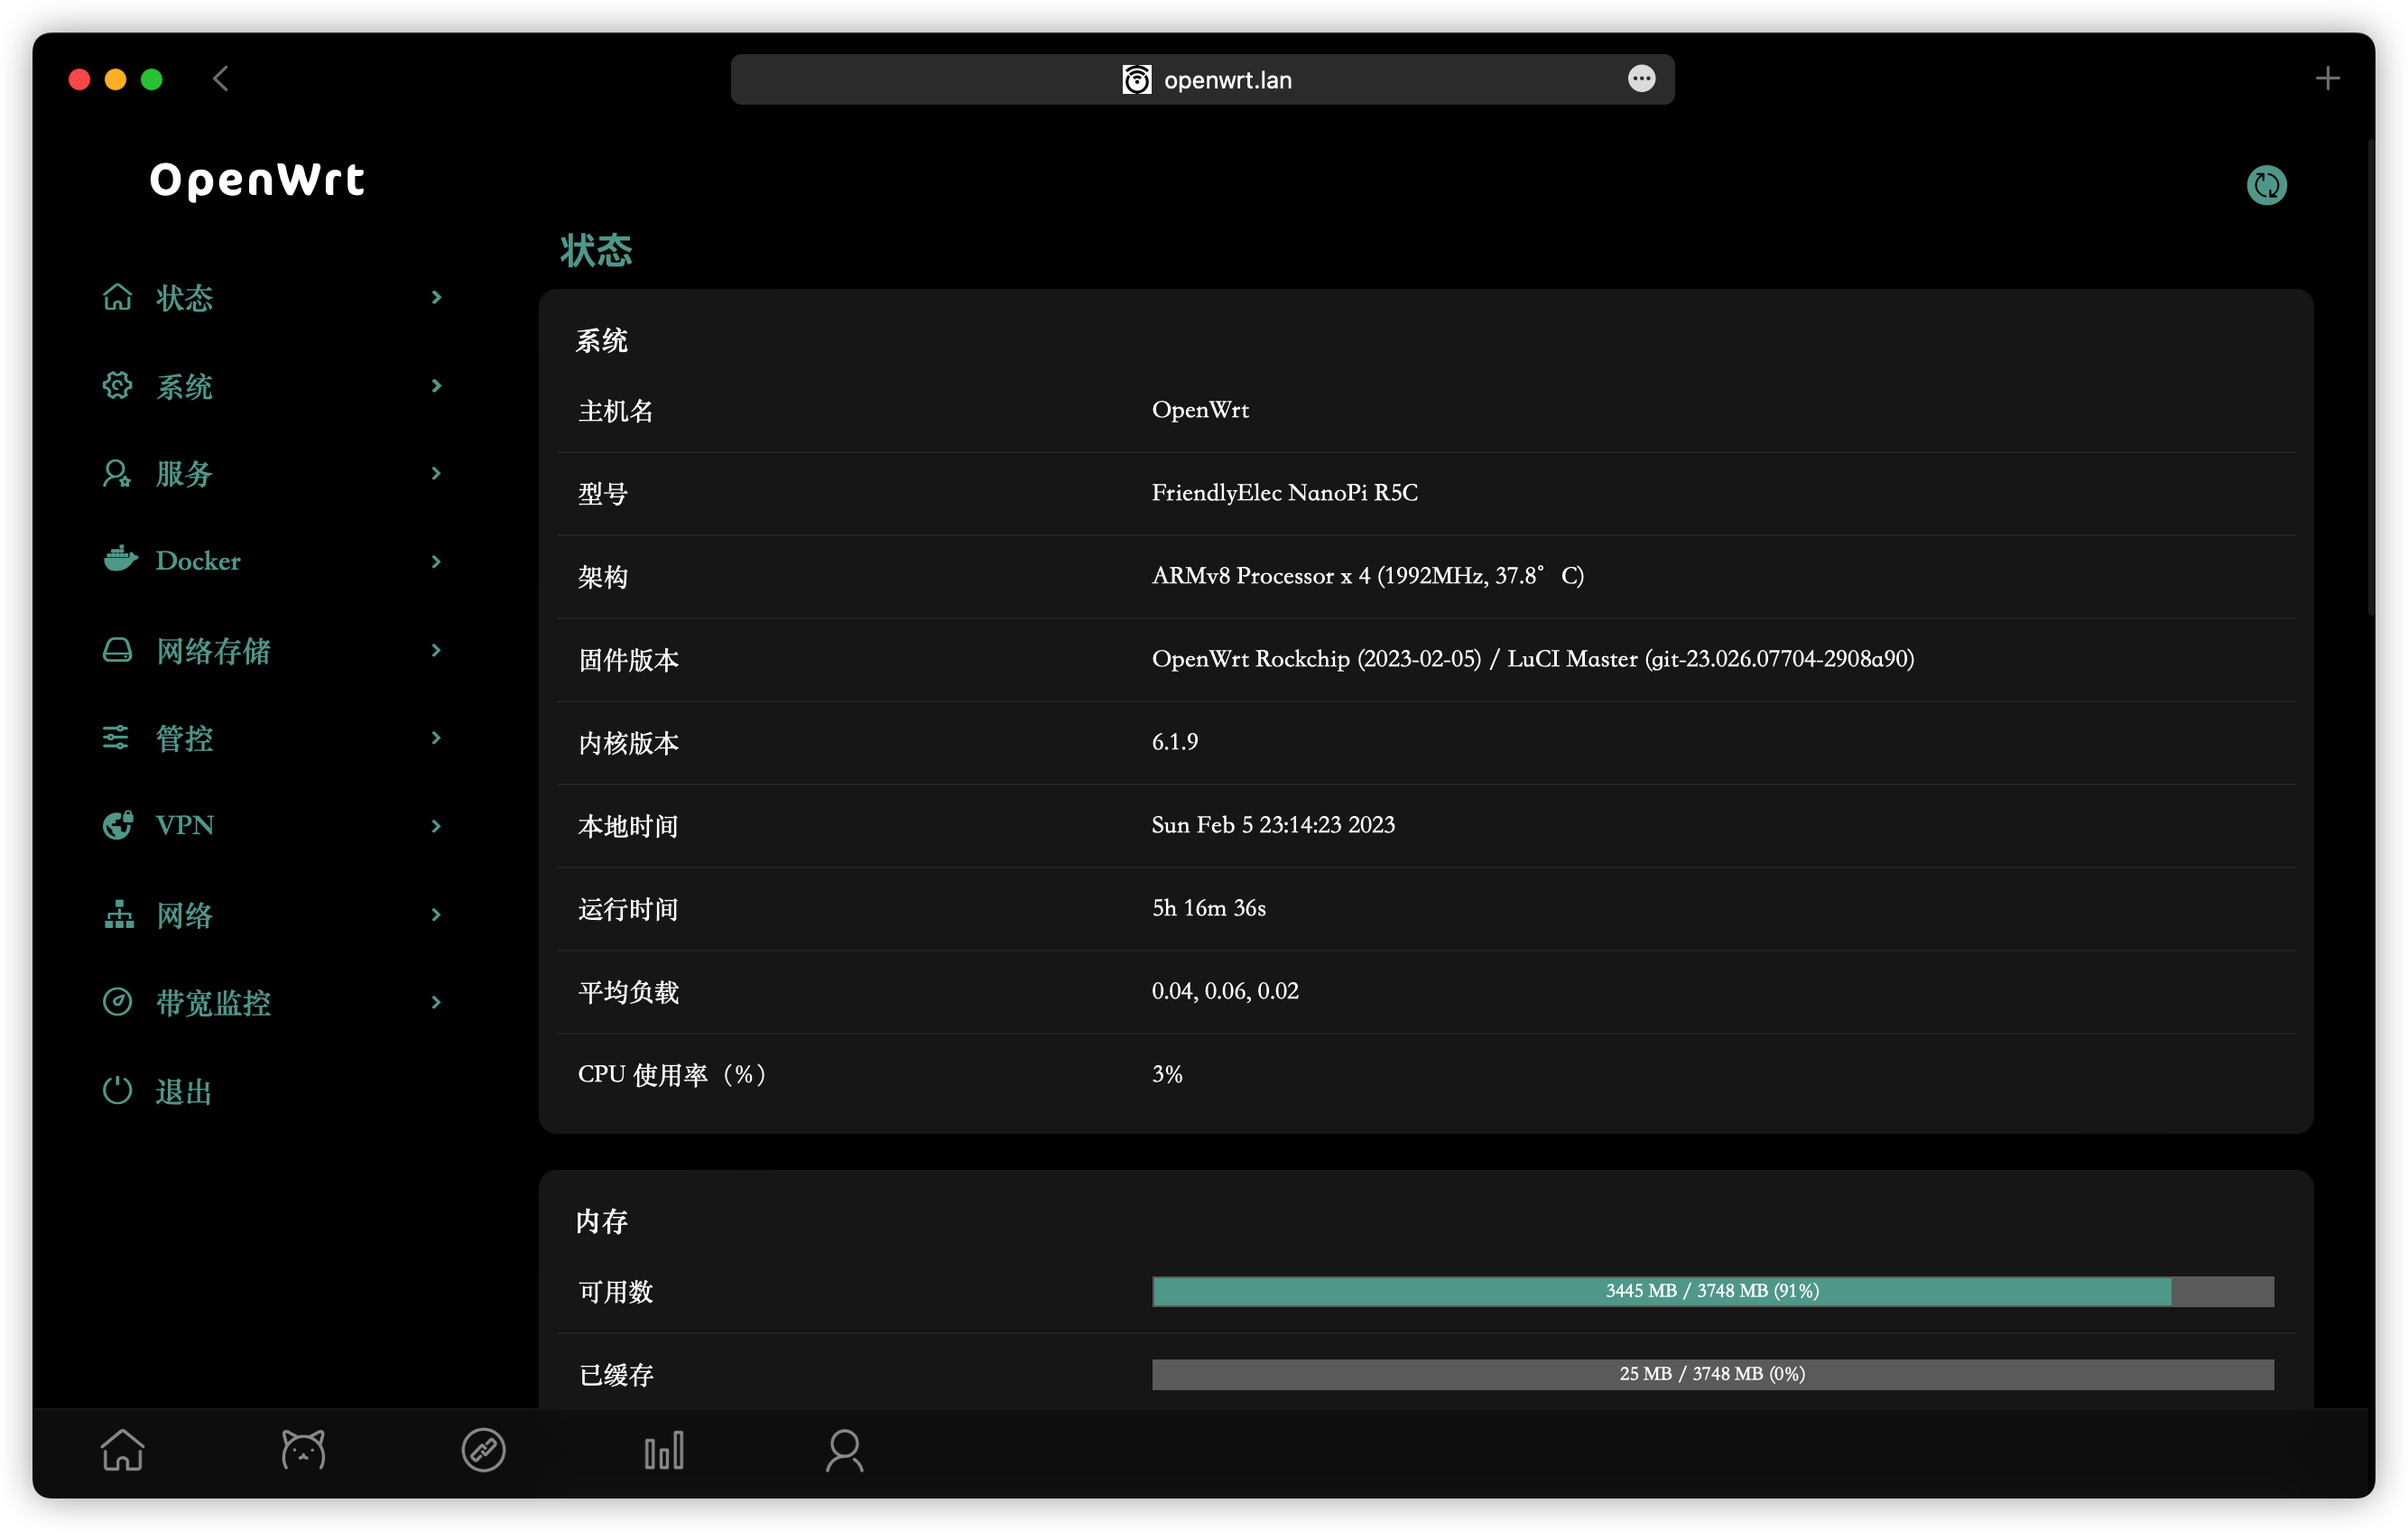 openwrt.lan
OpenWrt
状态
系统
服务
Docker
网络存储
管控
VPN
网络
带宽监控
退出
状态
系统
主机名 OpenWrt
型号 FriendlyElec NanoPi R5C
架构 ARMv8 Processor x 4 (1992MHz, 37.8°C)
固件版本 OpenWrt Rockchip (2023-02-05) / LuCI Master (git-23.026.07704-2908a90)
内核版本 6.1.9
本地时间 Sun Feb 5 23:14:23 2023
运行时间 5h 16m 36s
平均负载 0.04, 0.06, 0.02
CPU 使用率（%） 3%
内存
可用数 3445 MB / 3748 MB (91%)
已缓存 25 MB / 3748 MB (0%)